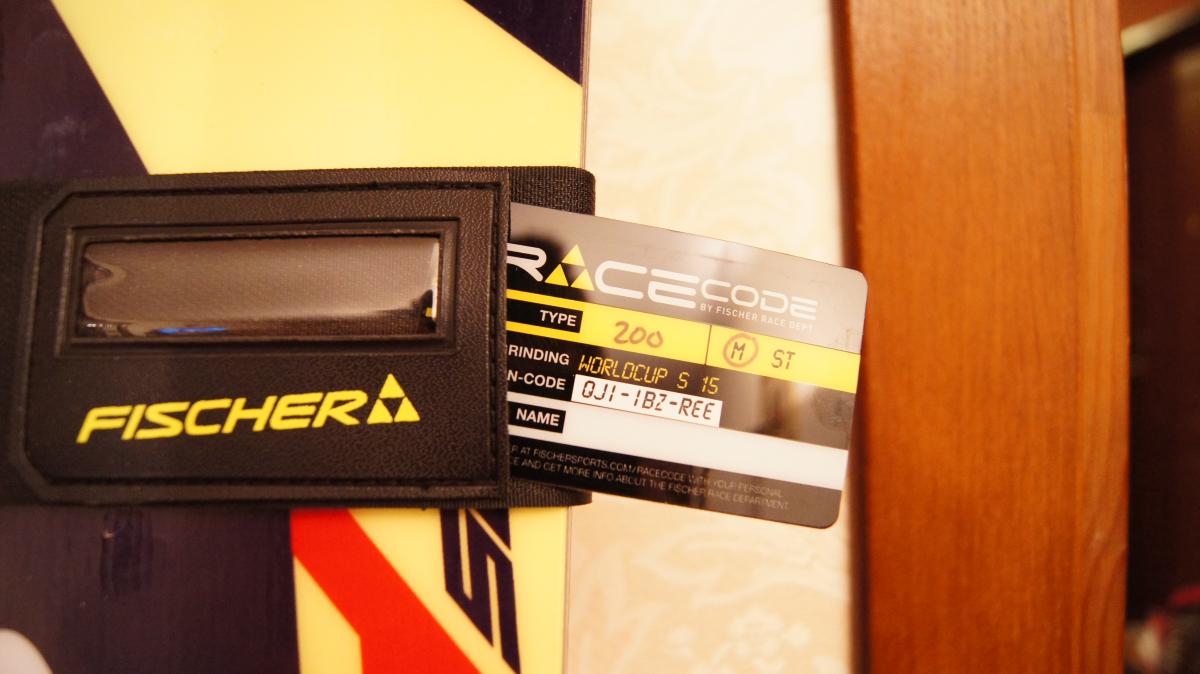 FISCHER
RACECODE
BY FISCHER RACE DEPT
TYPE 200 M ST
GRINDING WORLDCUP S 15
N-CODE QJ1-1BZ-REE
NAME
AT FISCHERSPORTS.COM/RACECODE WITH YOUR PERSONAL
AND GET MORE INFO ABOUT THE FISCHER RACE DEPARTMENT.